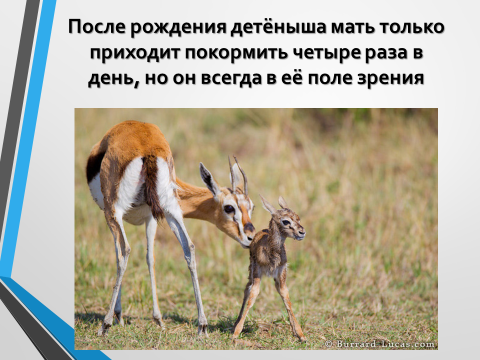 После рождения детёныша мать только
приходит покормить четыре раза в
день, но он всегда в её поле зрения
© Burrard-Lucas.com